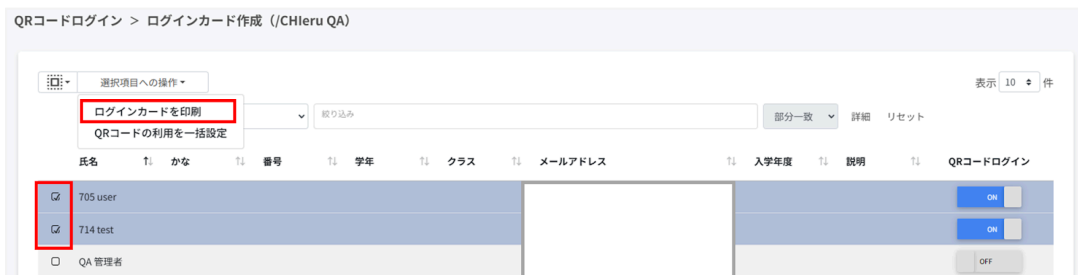 QRコードログイン > ログインカード作成（/CHIeru QA）
選択項目への操作
表示 10 件
ログインカードを印刷
QRコードの利用を一括設定
絞り込み 部分一致 詳細 リセット
氏名 かな 番号 学年 クラス メールアドレス 入学年度 説明 QRコードログイン
705 user ON
714 test ON
QA 管理者 OFF